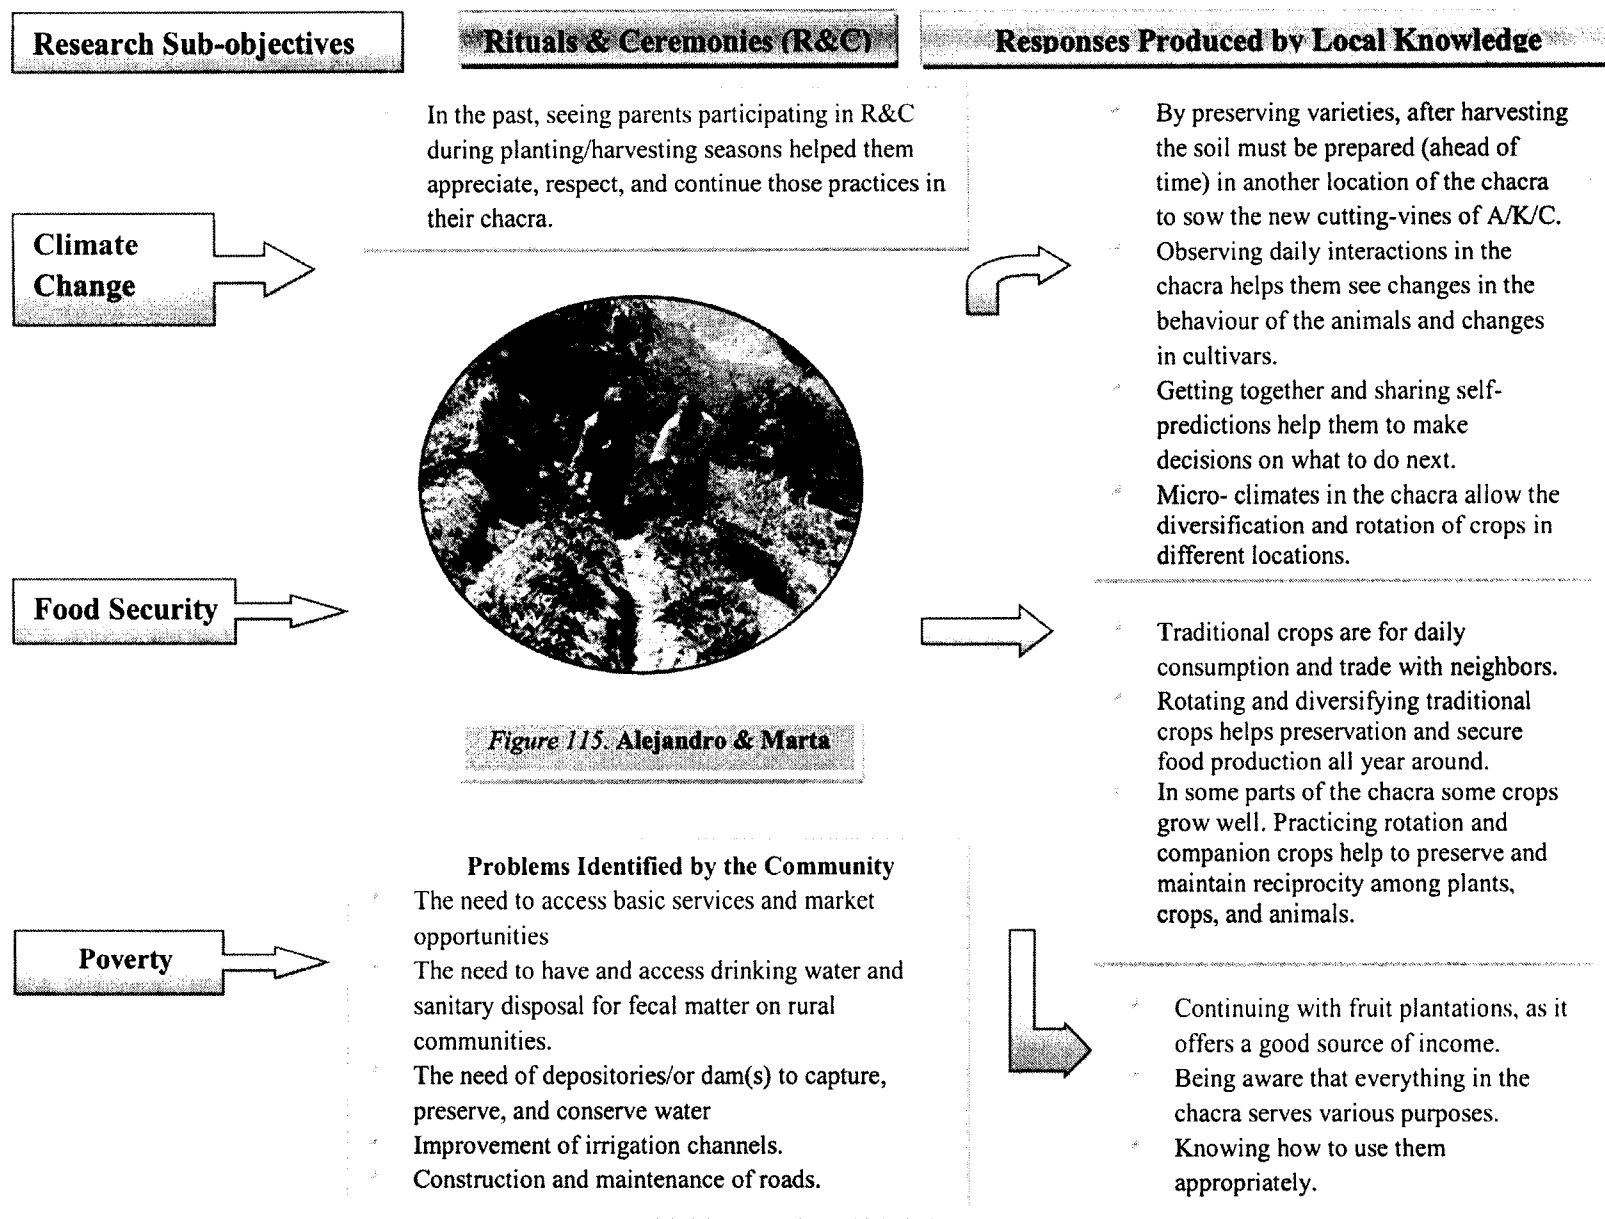 Research Sub-objectives
Rituals & Ceremonies (R&C)
Responses Produced by Local Knowledge
In the past, seeing parents participating in R&C
during planting/harvesting seasons helped them
appreciate, respect, and continue those practices in
their chacra.
Climate
Change
Food Security
Poverty
Figure 115. Alejandro & Marta
Problems Identified by the Community
The need to access basic services and market
opportunities
The need to have and access drinking water and
sanitary disposal for fecal matter on rural
communities.
The need of depositories/or dam(s) to capture,
preserve, and conserve water
Improvement of irrigation channels.
Construction and maintenance of roads.
By preserving varieties, after harvesting
the soil must be prepared (ahead of
time) in another location of the chacra
to sow the new cutting-vines of A/K/C.
Observing daily interactions in the
chacra helps them see changes in the
behaviour of the animals and changes
in cultivars.
Getting together and sharing self-
predictions help them to make
decisions on what to do next.
Micro- climates in the chacra allow the
diversification and rotation of crops in
different locations.
Traditional crops are for daily
consumption and trade with neighbors.
Rotating and diversifying traditional
crops helps preservation and secure
food production all year around.
In some parts of the chacra some crops
grow well. Practicing rotation and
companion crops help to preserve and
maintain reciprocity among plants,
crops, and animals.
Continuing with fruit plantations, as it
offers a good source of income.
Being aware that everything in the
chacra serves various purposes.
Knowing how to use them
appropriately.